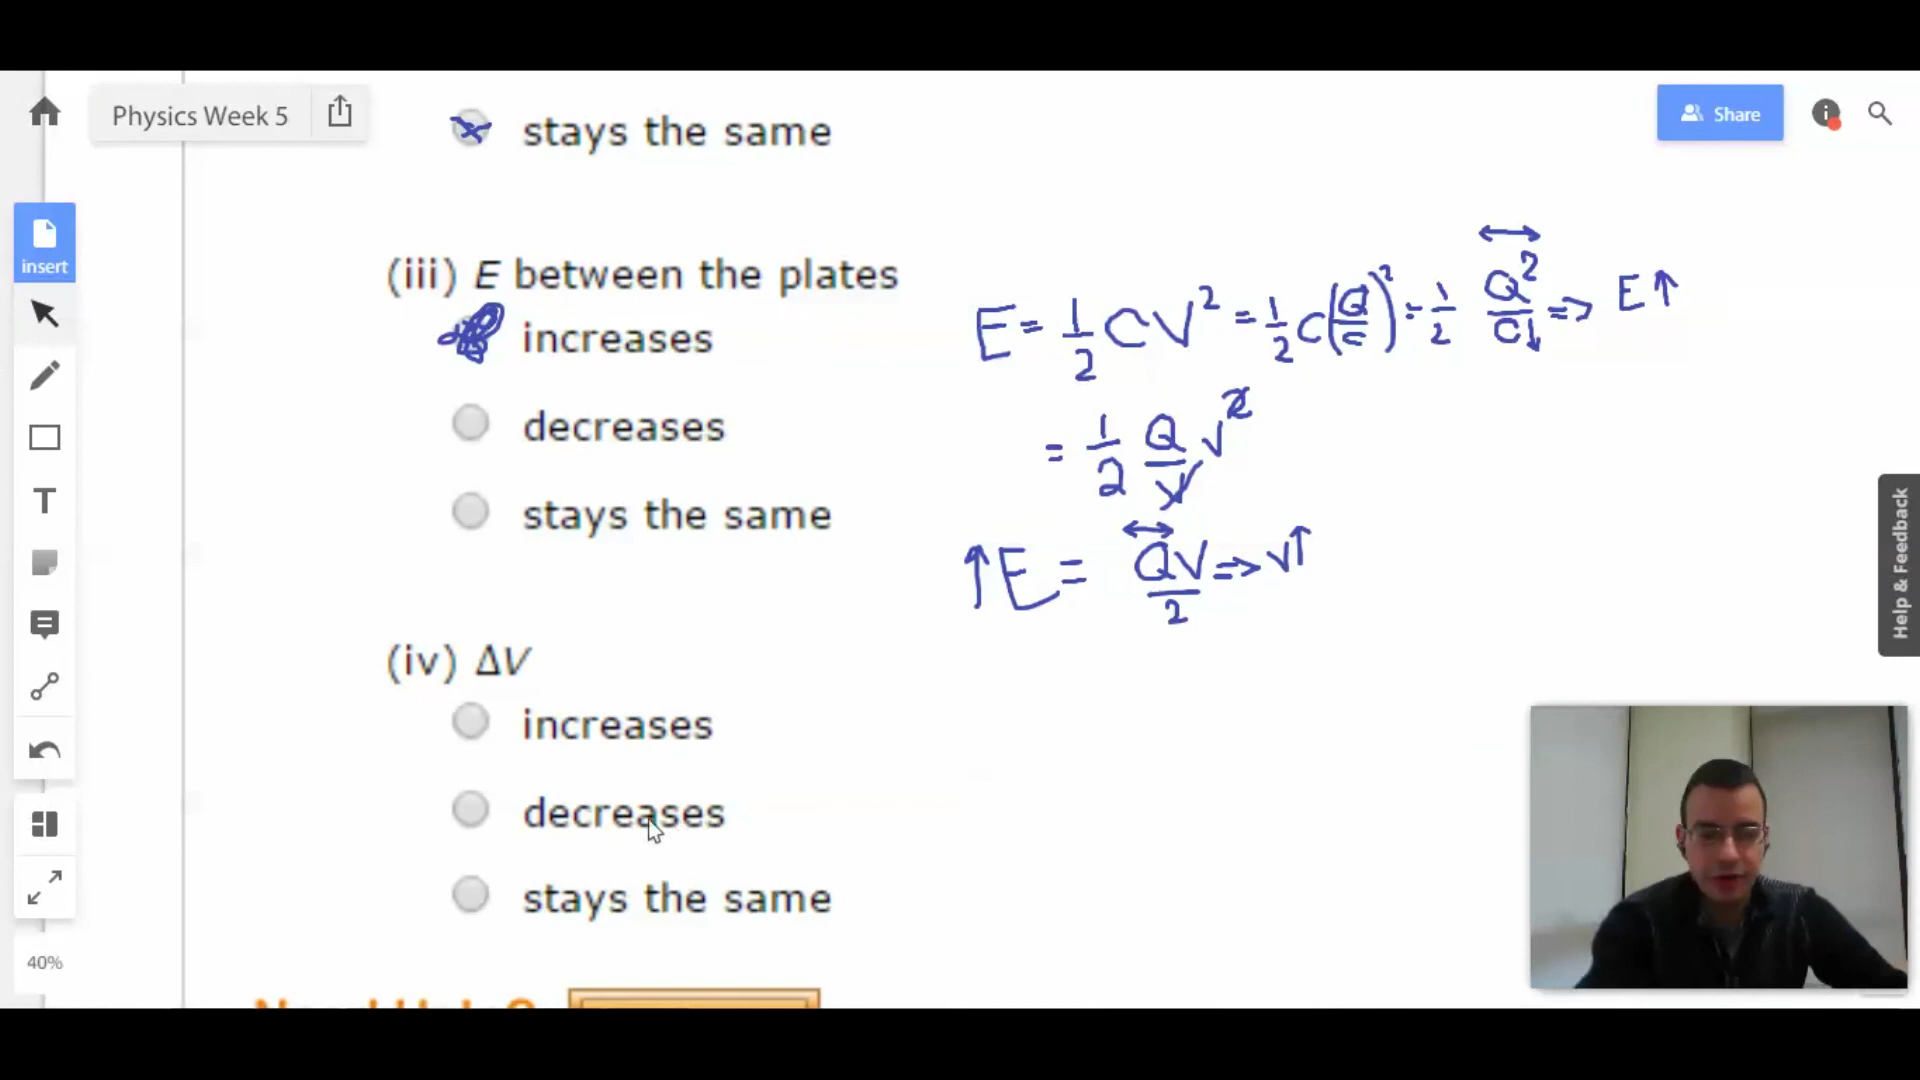 Physics Week 5
Share
insert
T
40%
Help & Feedback
stays the same
(iii) E between the plates
increases
decreases
stays the same
(iv) ΔV
increases
decreases
stays the same
E = 1/2 CV² = 1/2 C(Q/C)² = 1/2 Q²/C↓ => E↑
= 1/2 Q/V V²
↑E = QV/2 => V↑